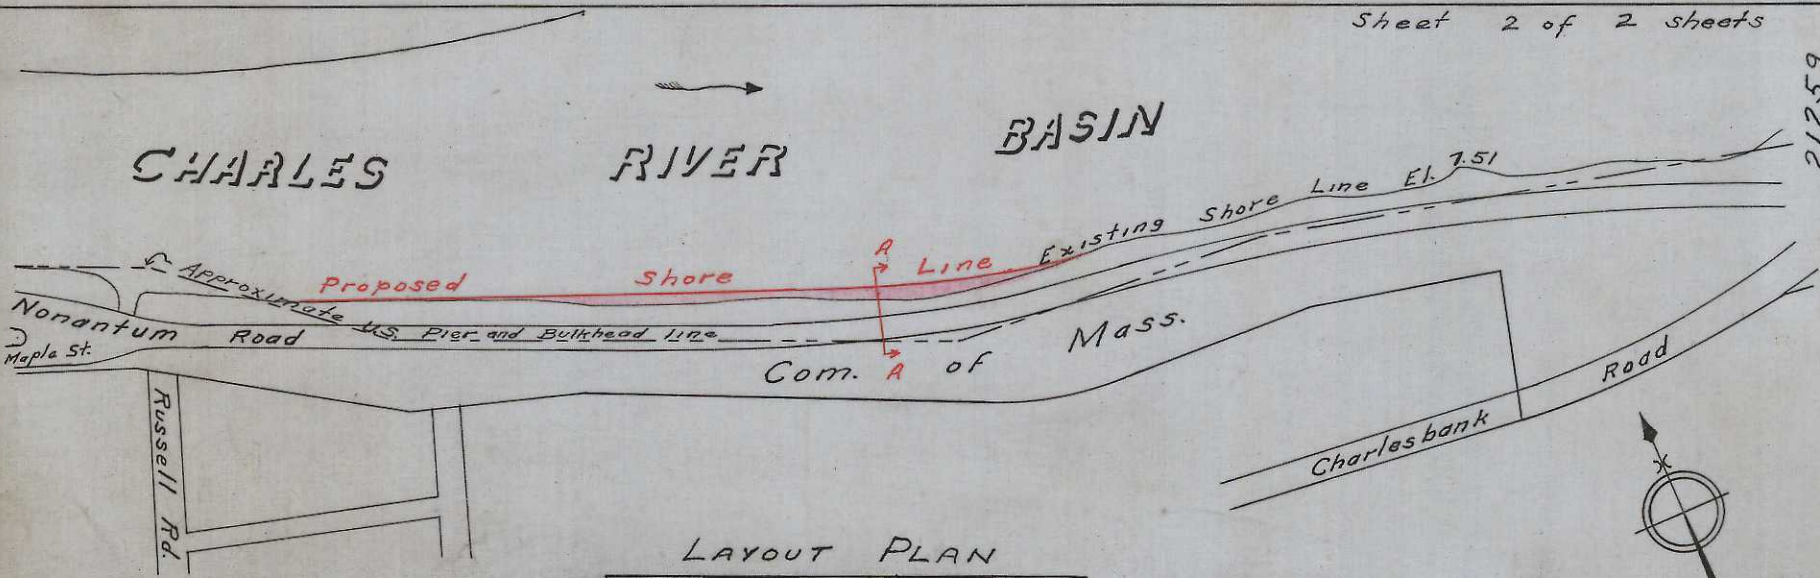 Sheet 2 of 2 sheets
21259
CHARLES RIVER BASIN
Existing Shore Line El. 7.51
Proposed Shore Line
A
A
Approximate U.S. Pier and Bulkhead line
Nonantum Road
Maple St.
Com. of Mass.
Russell Rd.
Charlesbank Road
LAYOUT PLAN